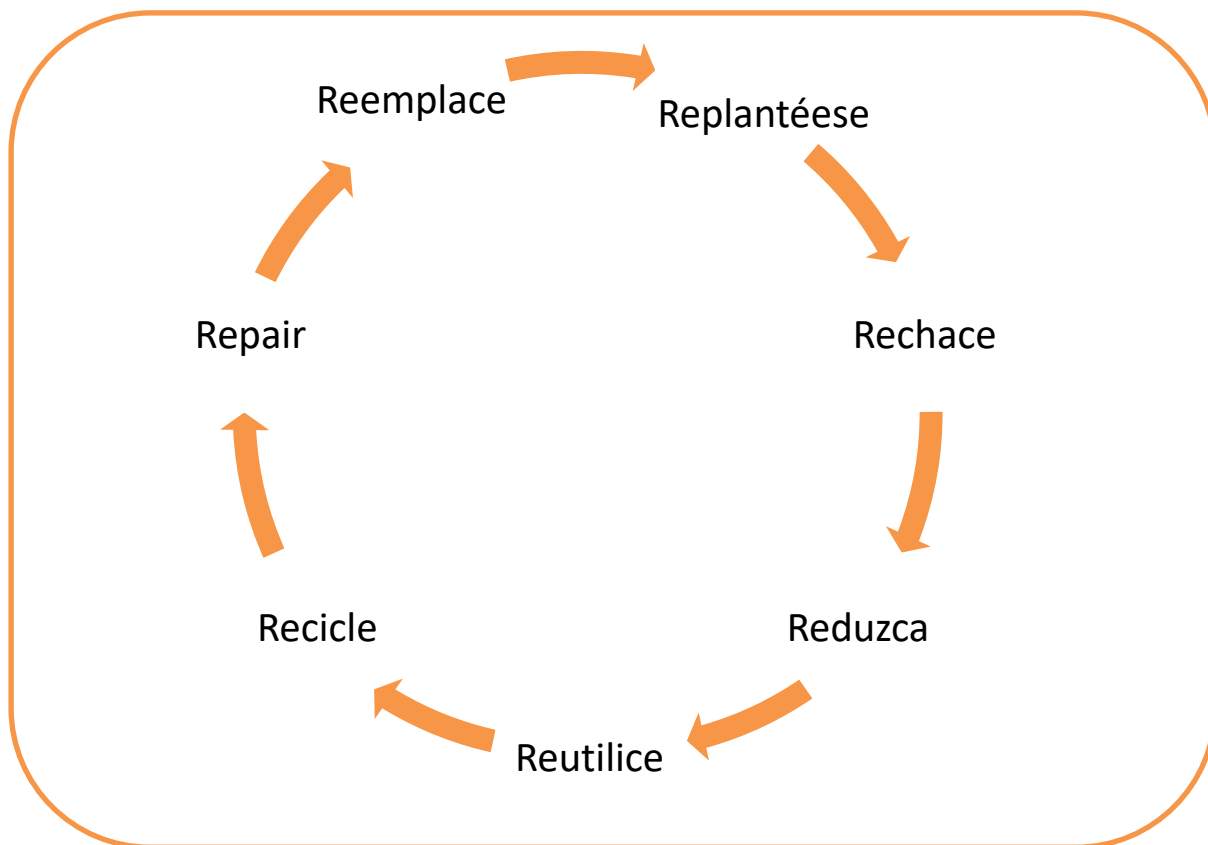 Reemplace
Replantéese
Repair
Rechace
Recicle
Reduzca
Reutilice